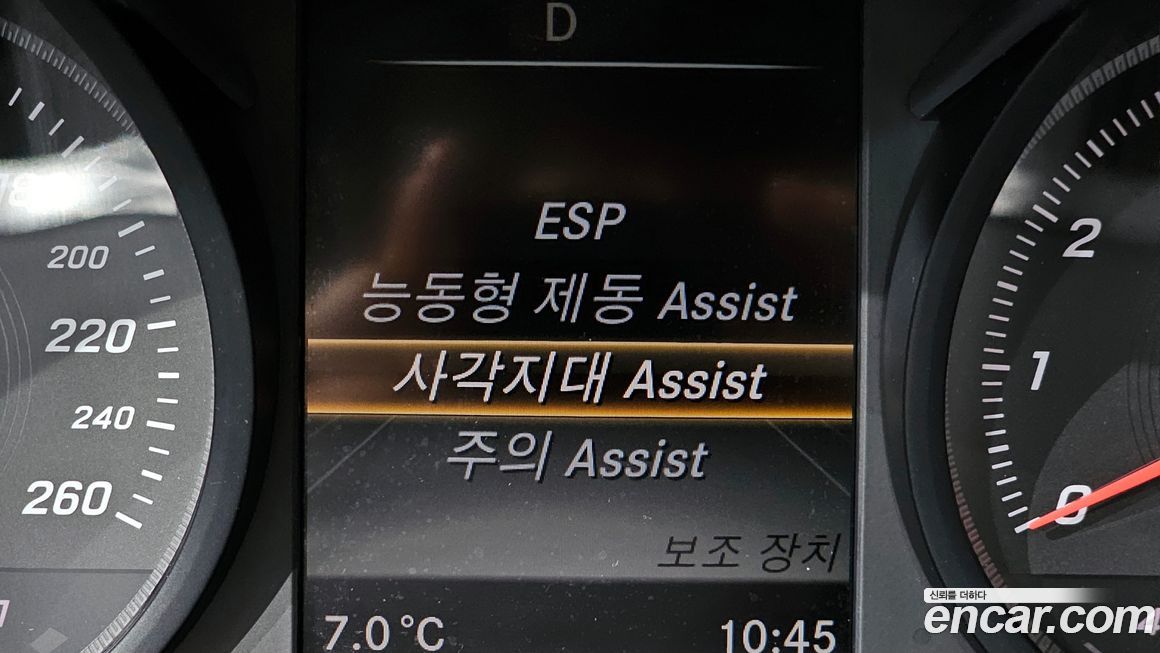 D
180
200
220
240
260
ESP
능동형 제동 Assist
사각지대 Assist
주의 Assist
보조 장치
7.0 °C
10:45
2
1
0
신뢰를 더하다
encar.com